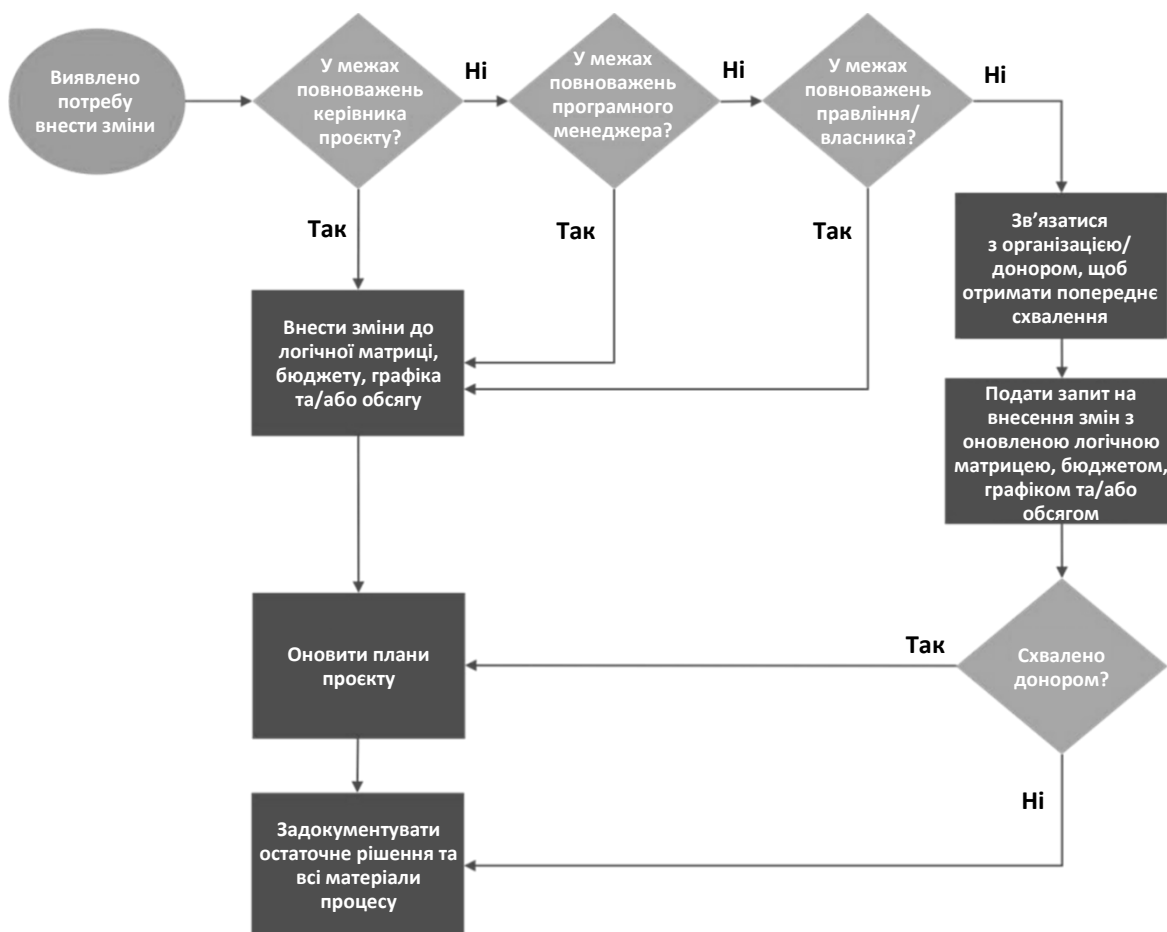 Виявлено
потребу
внести зміни
У межах
повноважень
керівника
проєкту?
Ні
У межах
повноважень
програмного
менеджера?
Ні
У межах
повноважень
правління/
власника?
Ні
Так
Так
Так
Зв’язатися
з організацією/
донором, щоб
отримати попереднє
схвалення
Внести зміни до
логічної матриці,
бюджету, графіка
та/або обсягу
Подати запит на
внесення змін з
оновленою логічною
матрицею, бюджетом,
графіком та/або
обсягом
Оновити плани
проєкту
Так
Схвалено
донором?
Ні
Задокументувати
остаточне рішення та
всі матеріали
процесу